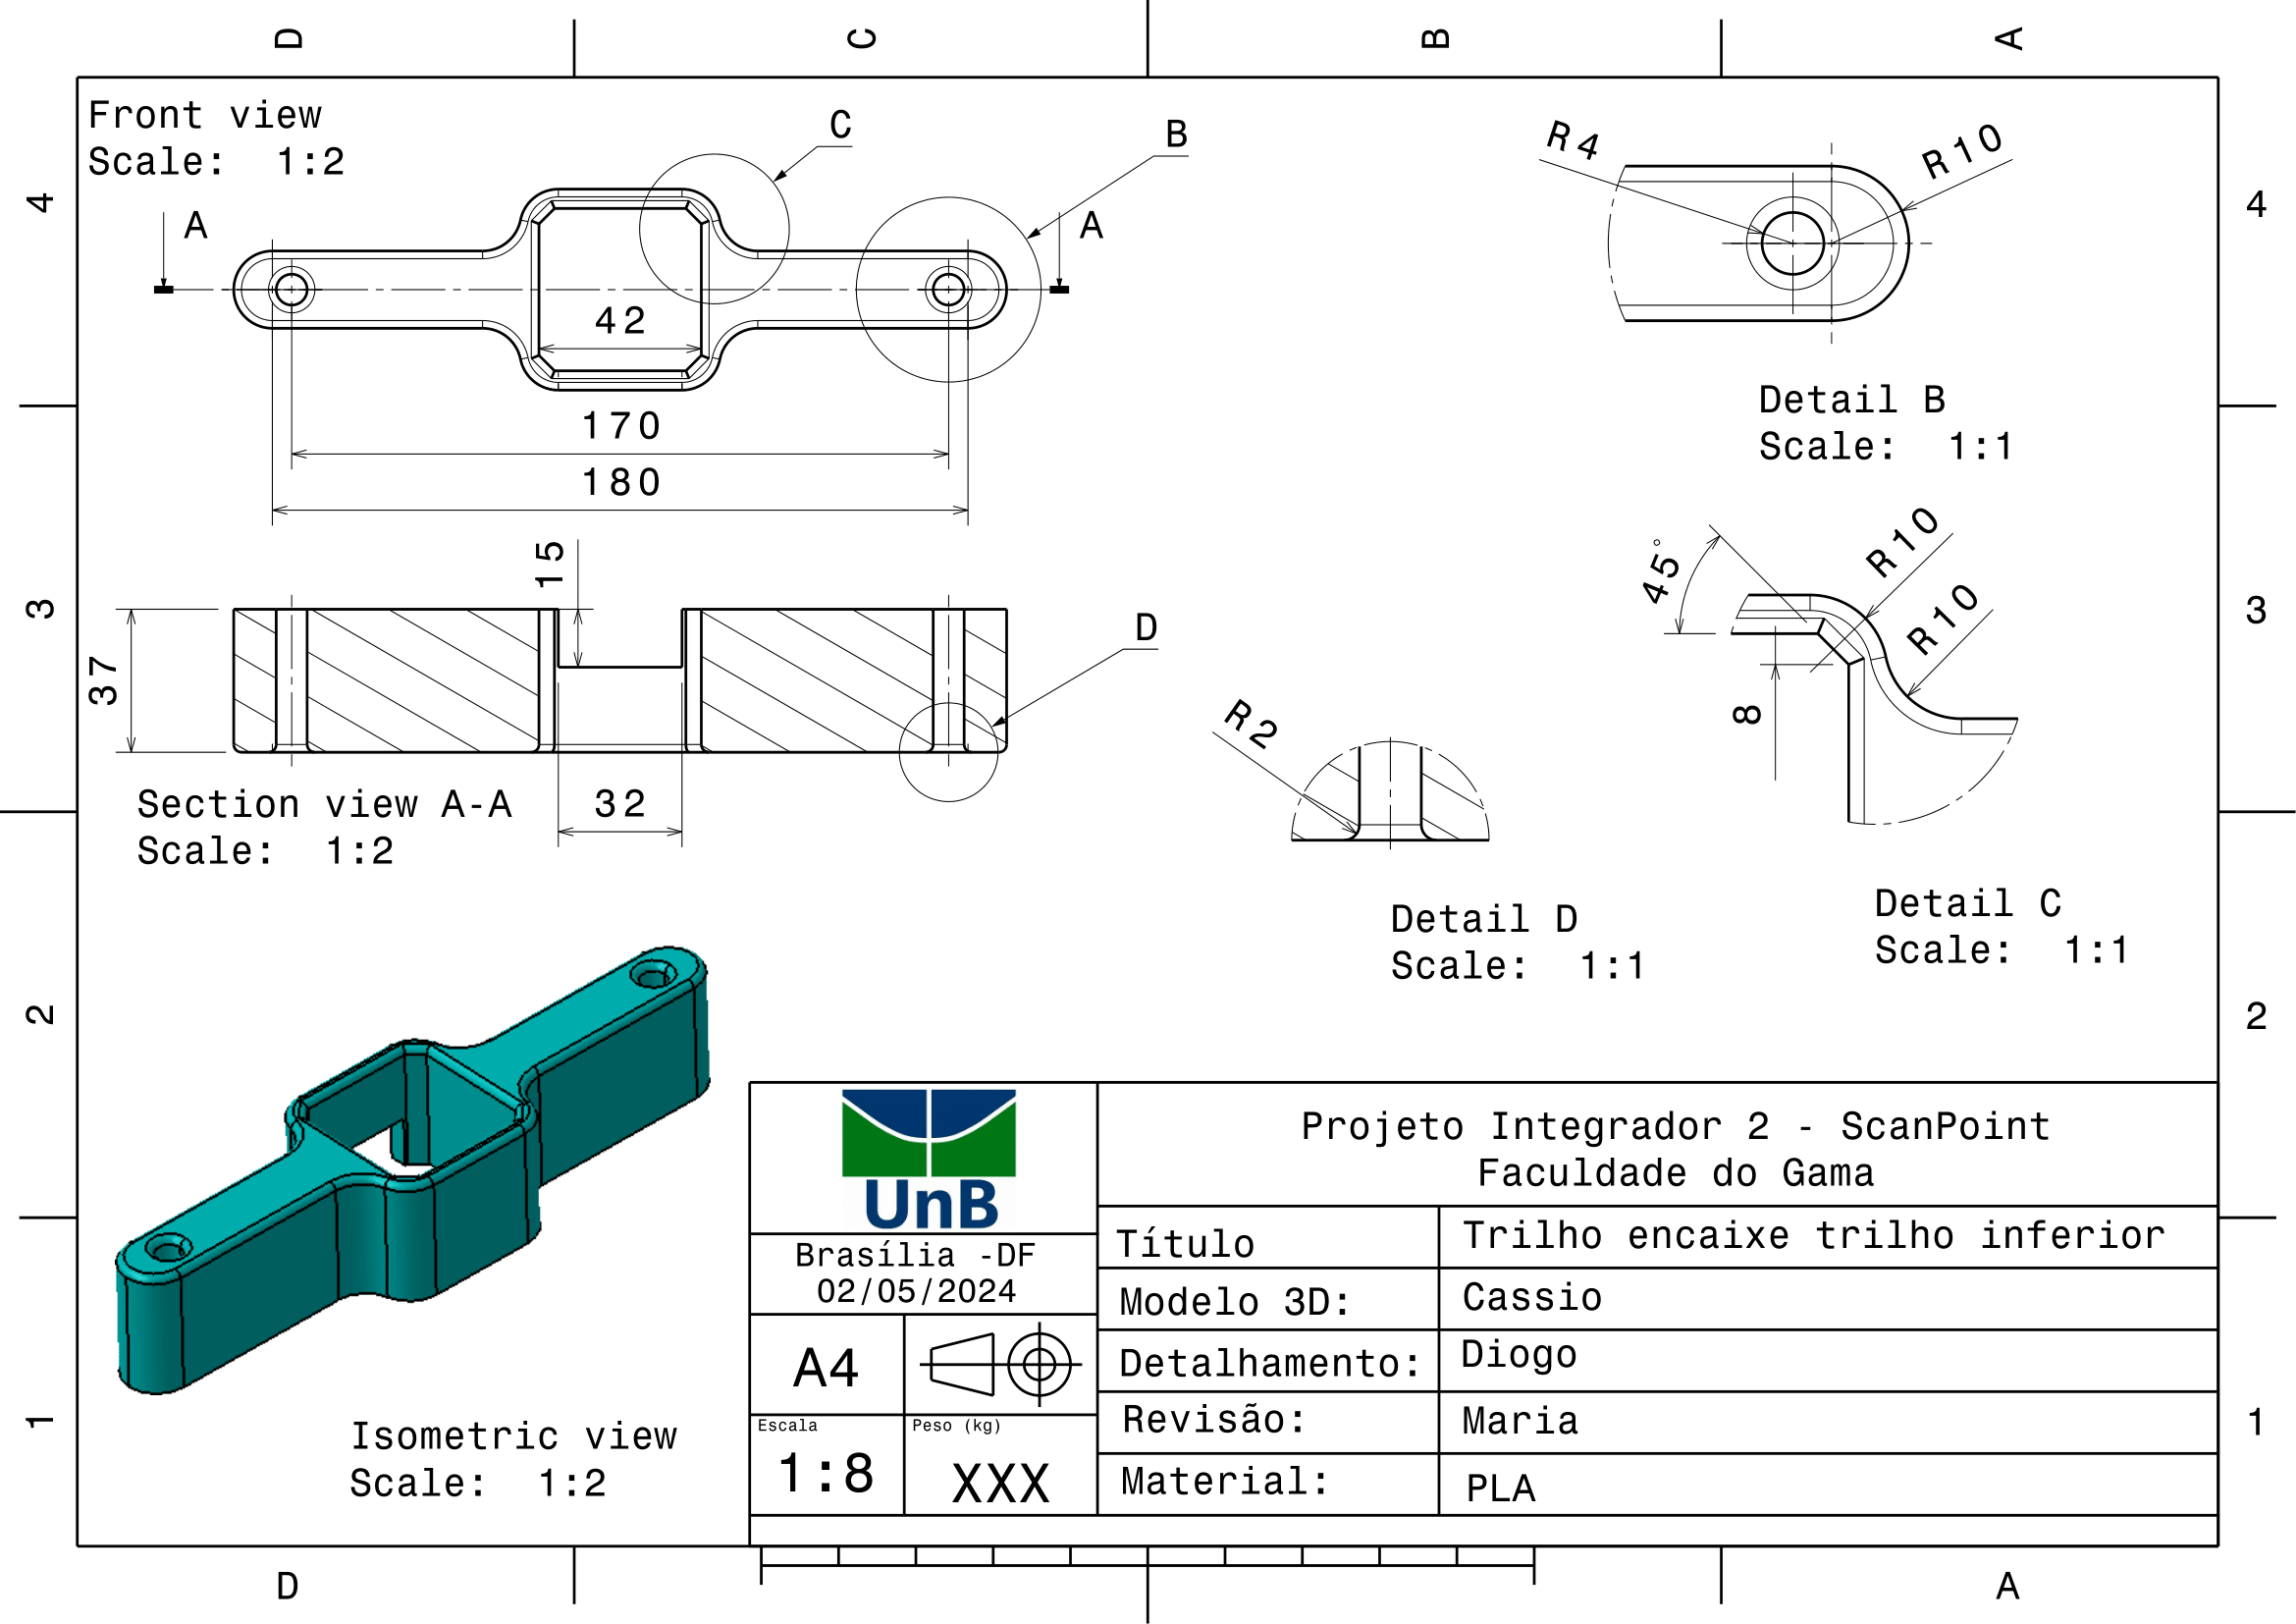 D
C
B
A
Front view
Scale: 1:2
C
B
A
A
42
170
180
R4
R10
Detail B
Scale: 1:1
4
4
15
37
D
32
Section view A-A
Scale: 1:2
3
3
45°
R10
R10
8
R2
Detail D
Scale: 1:1
Detail C
Scale: 1:1
2
2
Isometric view
Scale: 1:2
1
1
UnB
Brasília -DF
02/05/2024
A4
Escala
1:8
Peso (kg)
XXX
Projeto Integrador 2 - ScanPoint
Faculdade do Gama
Título
Trilho encaixe trilho inferior
Modelo 3D:
Cassio
Detalhamento:
Diogo
Revisão:
Maria
Material:
PLA
D
A